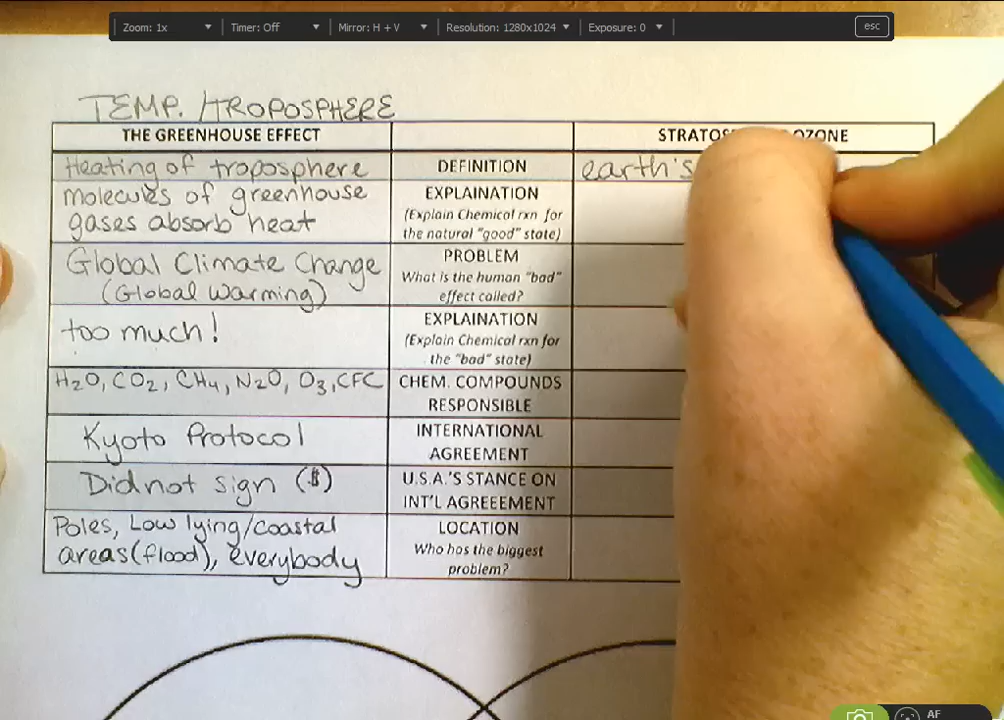 Zoom: 1x Timer: Off Mirror: H + V Resolution: 1280x1024 Exposure: 0 esc
TEMP. /TROPOSPHERE
THE GREENHOUSE EFFECT
Heating of troposphere DEFINITION earth's
molecules of greenhouse
gases absorb heat
EXPLAINATION
(Explain Chemical rxn for
the natural "good" state)
Global Climate Change
(Global Warming)
PROBLEM
What is the human "bad"
effect called?
too much!
EXPLAINATION
(Explain Chemical rxn for
the "bad" state)
H2O, CO2, CH4, N2O, O3, CFC
CHEM. COMPOUNDS
RESPONSIBLE
Kyoto Protocol
INTERNATIONAL
AGREEMENT
Did not sign ($)
U.S.A.'S STANCE ON
INT'L AGREEEMENT
Poles, Low lying/coastal
areas(flood), everybody
LOCATION
Who has the biggest
problem?
AF